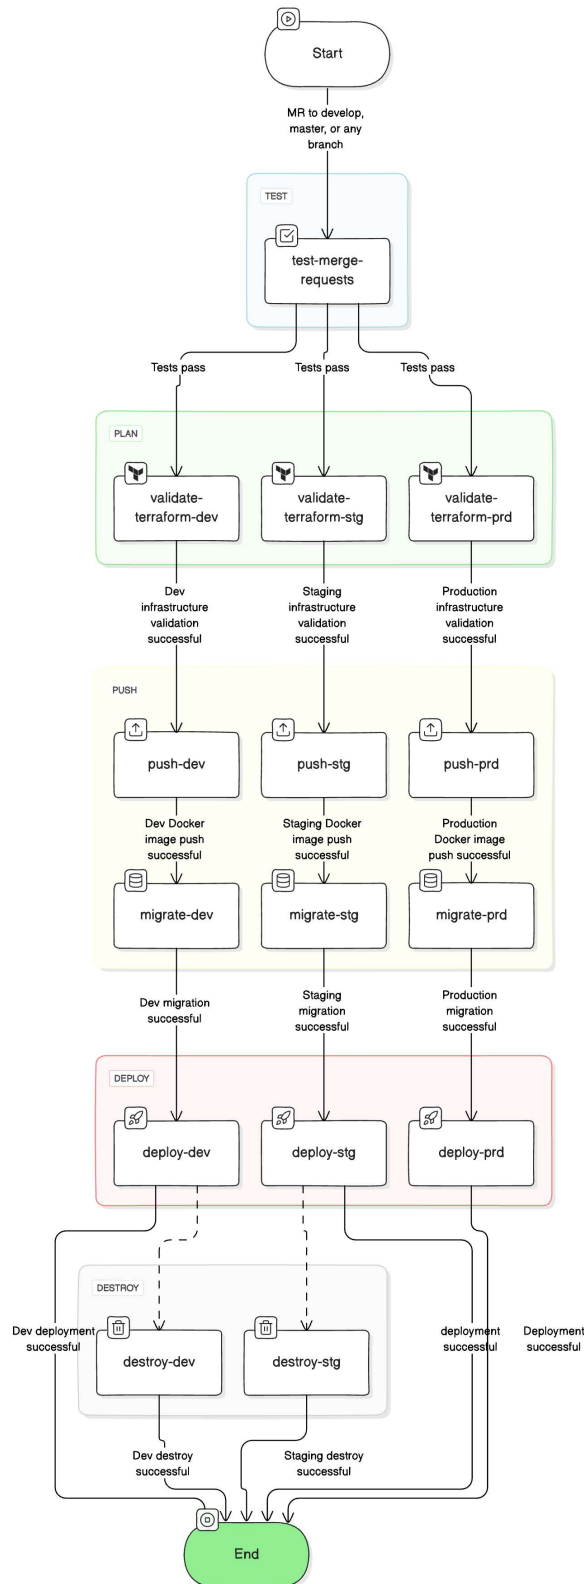 Start
MR to develop,
master, or any
branch
TEST
test-merge-
requests
Tests pass
Tests pass
Tests pass
PLAN
validate-
terraform-dev
validate-
terraform-stg
validate-
terraform-prd
Dev
infrastructure
validation
successful
Staging
infrastructure
validation
successful
Production
infrastructure
validation
successful
PUSH
push-dev
push-stg
push-prd
Dev Docker
image push
successful
Staging Docker
image push
successful
Production
Docker image
push successful
migrate-dev
migrate-stg
migrate-prd
Dev migration
successful
Staging
migration
successful
Production
migration
successful
DEPLOY
deploy-dev
deploy-stg
deploy-prd
DESTROY
Dev deployment
successful
destroy-dev
destroy-stg
deployment
successful
Deployment
successful
Dev destroy
successful
Staging destroy
successful
End